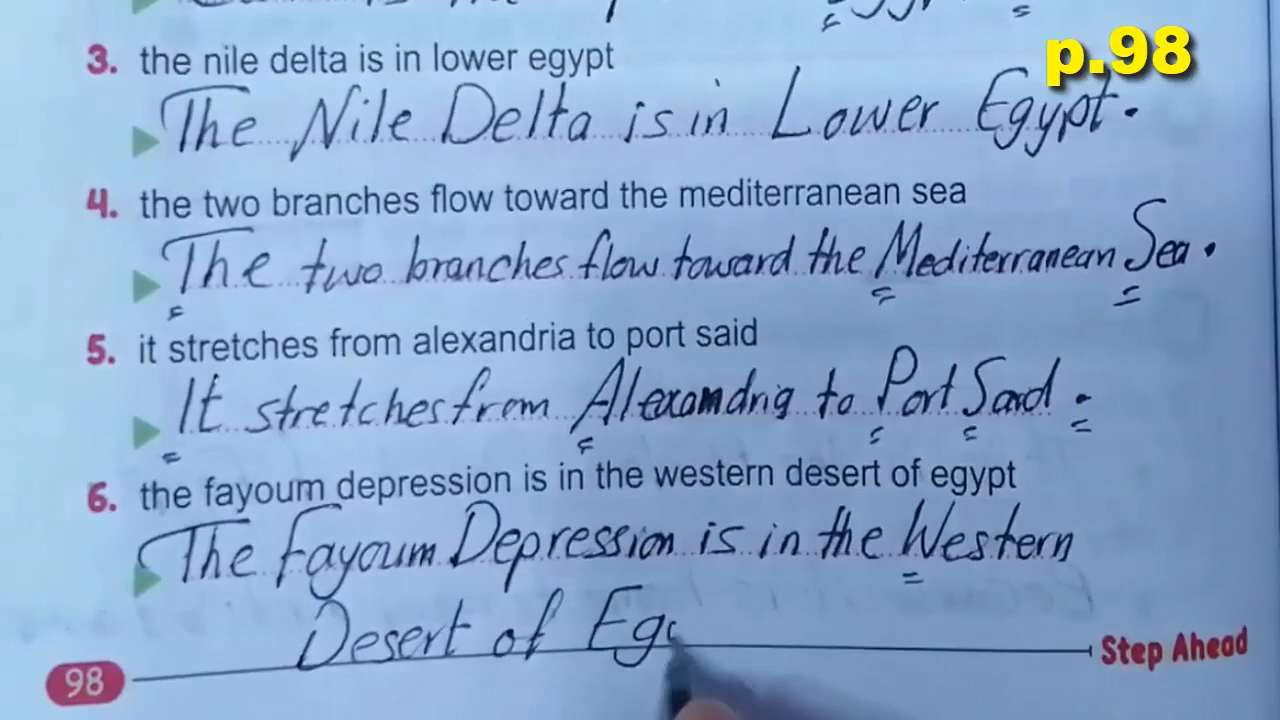 p.98
3. the nile delta is in lower egypt
The Nile Delta is in Lower Egypt.
4. the two branches flow toward the mediterranean sea
The two branches flow toward the Mediterranean Sea.
5. it stretches from alexandria to port said
It stretches from Alexandria to Port Said.
6. the fayoum depression is in the western desert of egypt
The Fayoum Depression is in the Western
Desert of Eg
98
Step Ahead